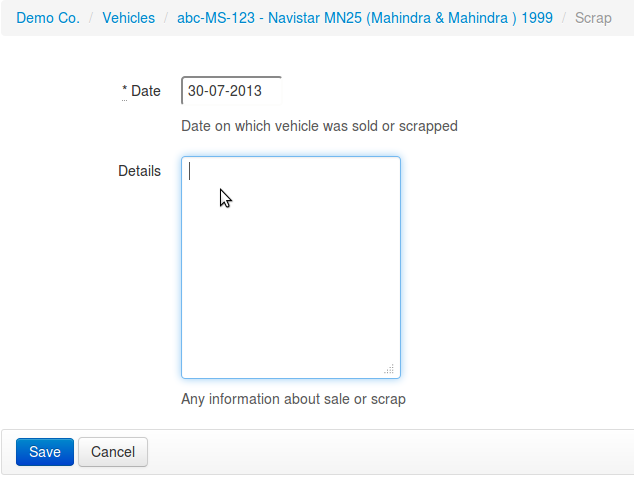 Demo Co. / Vehicles / abc-MS-123 - Navistar MN25 (Mahindra & Mahindra ) 1999 / Scrap
* Date 30-07-2013
Date on which vehicle was sold or scrapped
Details
Any information about sale or scrap
Save Cancel